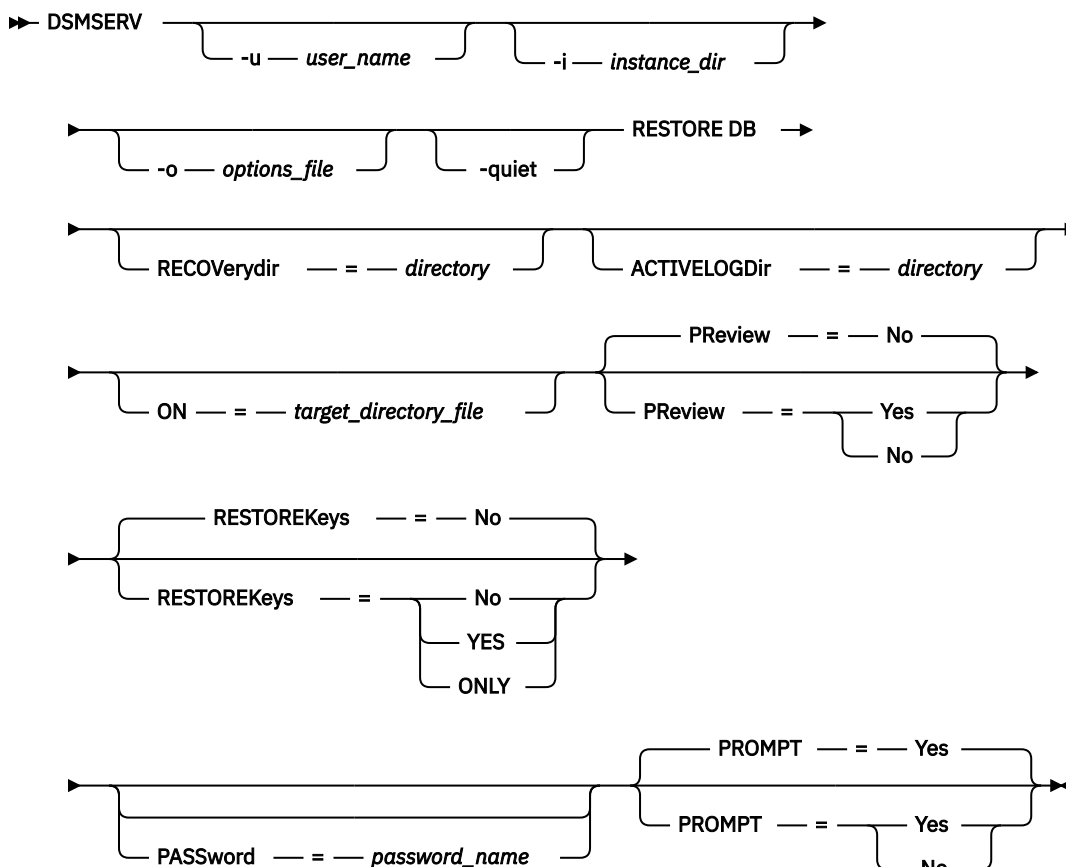 DSMSERV
-u user_name -i instance_dir
-o options_file -quiet RESTORE DB
RECOVerydir = directory ACTIVELOGDir = directory
PReview = No
ON = target_directory_file PReview = Yes
No
RESTOREKeys = No
RESTOREKeys = No
YES
ONLY
PROMPT = Yes
PROMPT = Yes
PASSword = password_name No